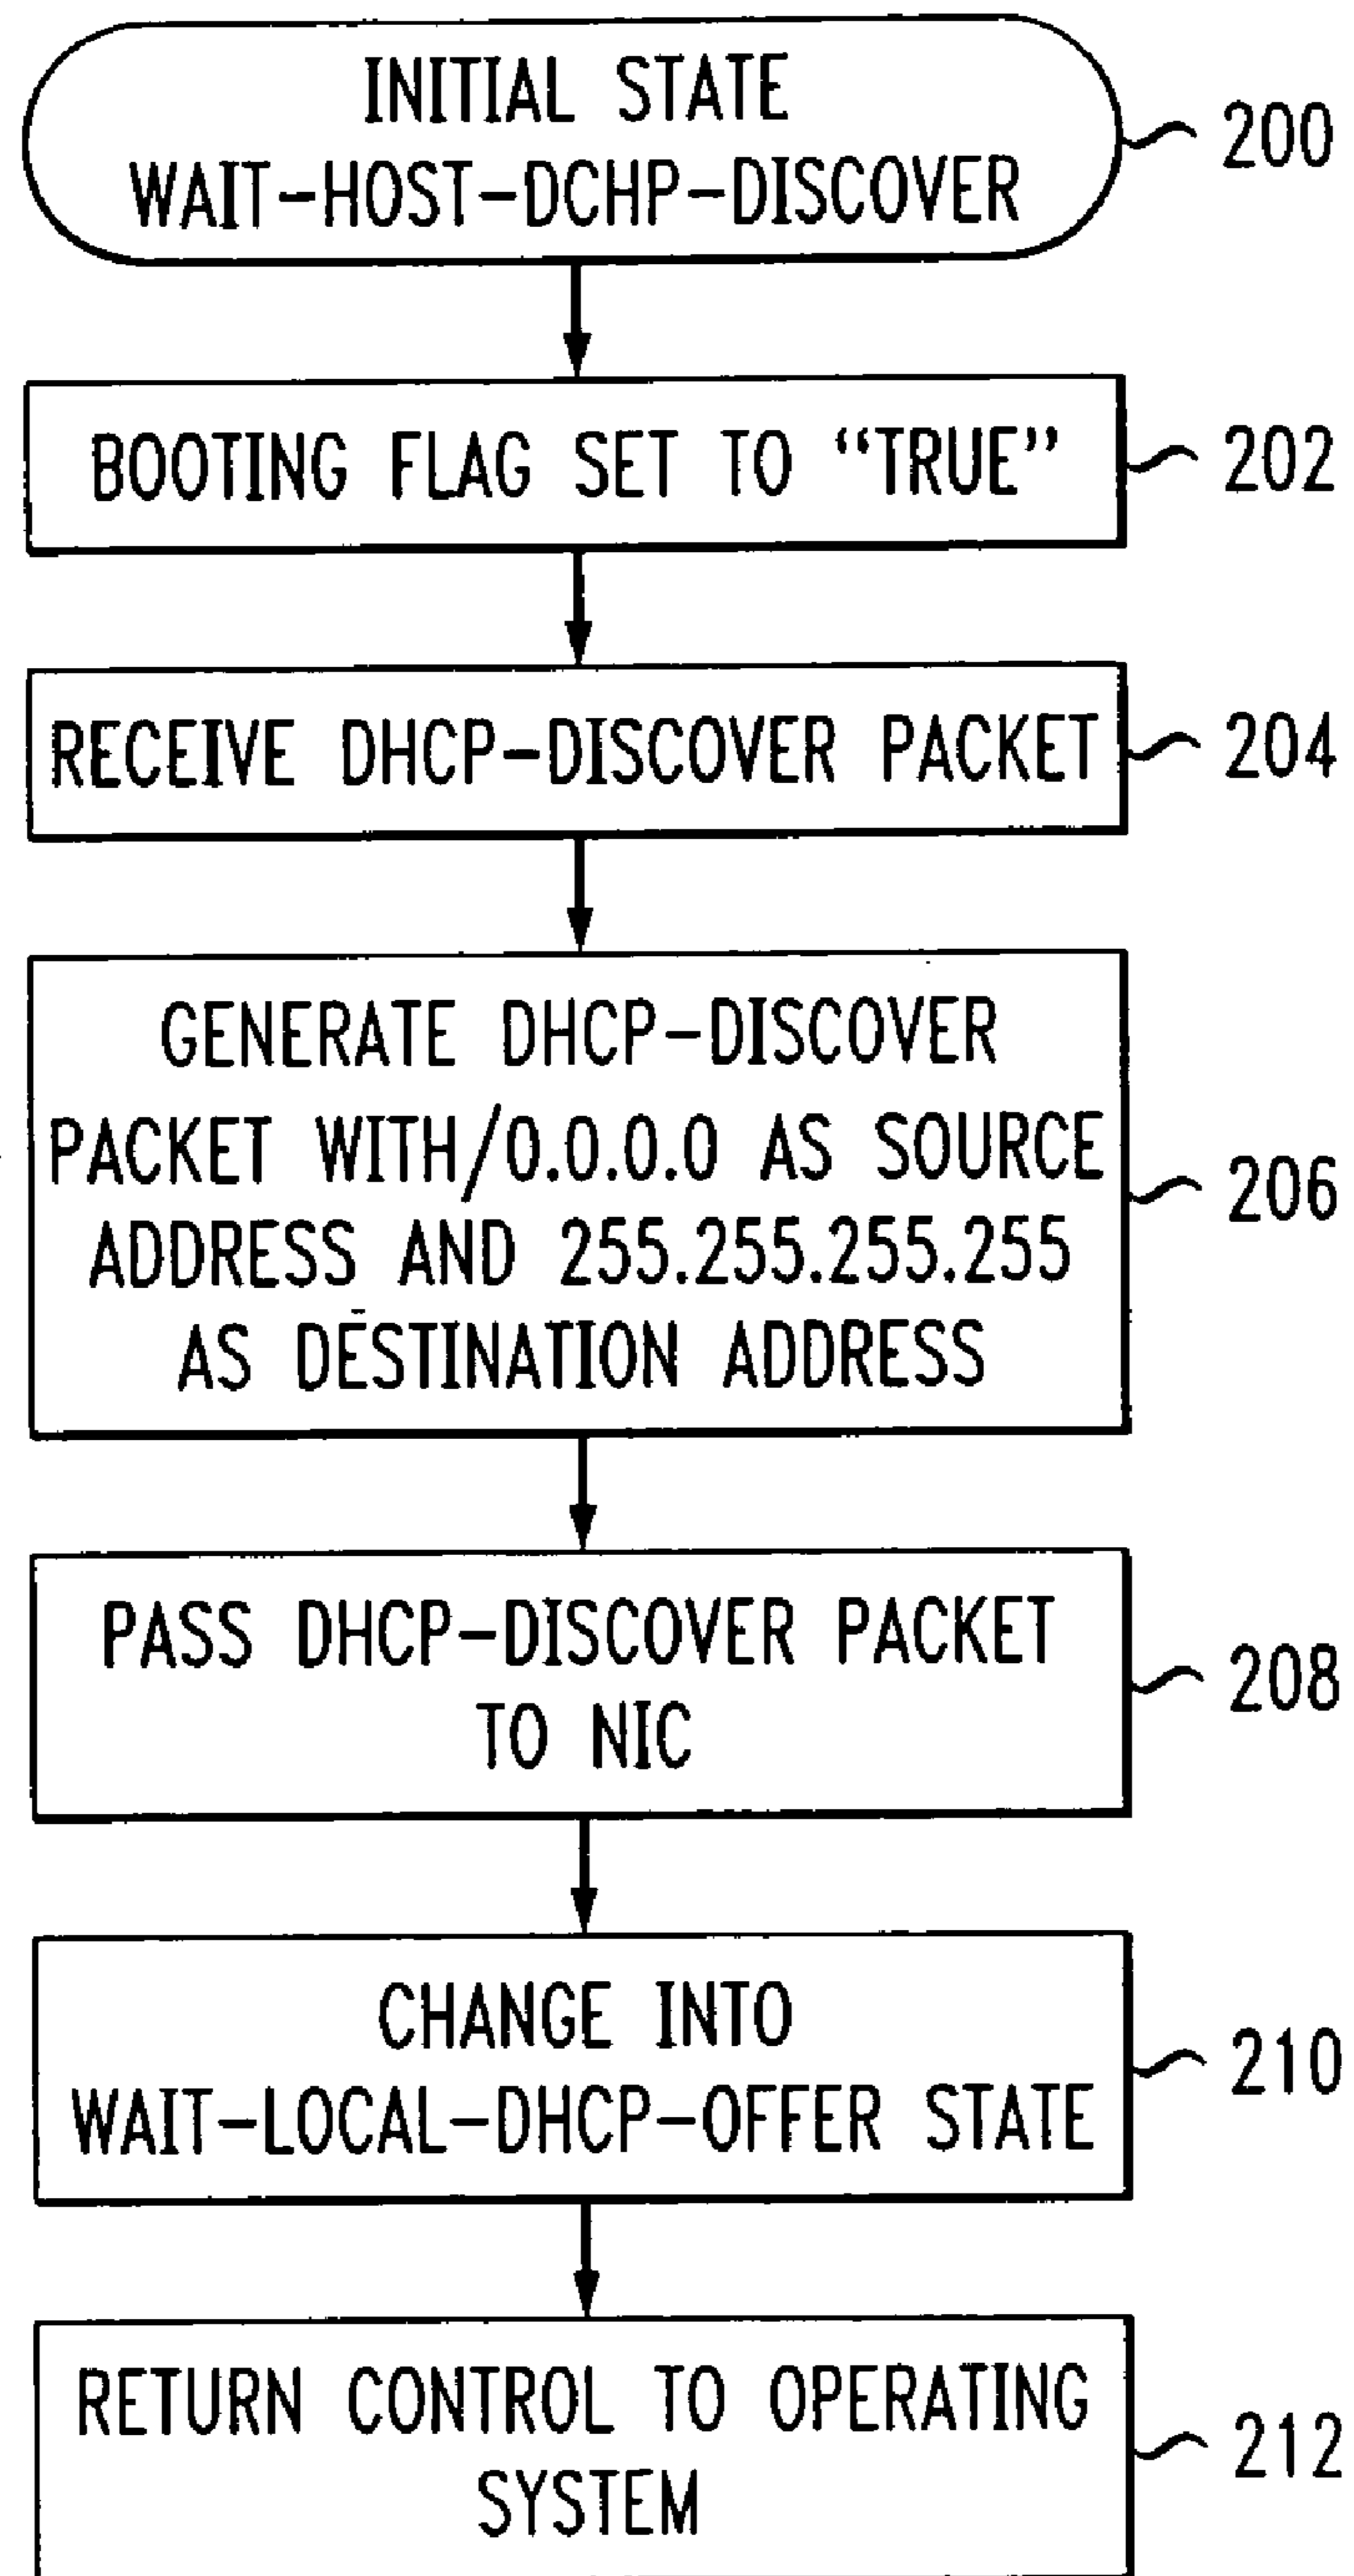 INITIAL STATE
WAIT-HOST-DCHP-DISCOVER
200
BOOTING FLAG SET TO “TRUE”
202
RECEIVE DHCP-DISCOVER PACKET
204
GENERATE DHCP-DISCOVER
PACKET WITH/0.0.0.0 AS SOURCE
ADDRESS AND 255.255.255.255
AS DESTINATION ADDRESS
206
PASS DHCP-DISCOVER PACKET
TO NIC
208
CHANGE INTO
WAIT-LOCAL-DHCP-OFFER STATE
210
RETURN CONTROL TO OPERATING
SYSTEM
212